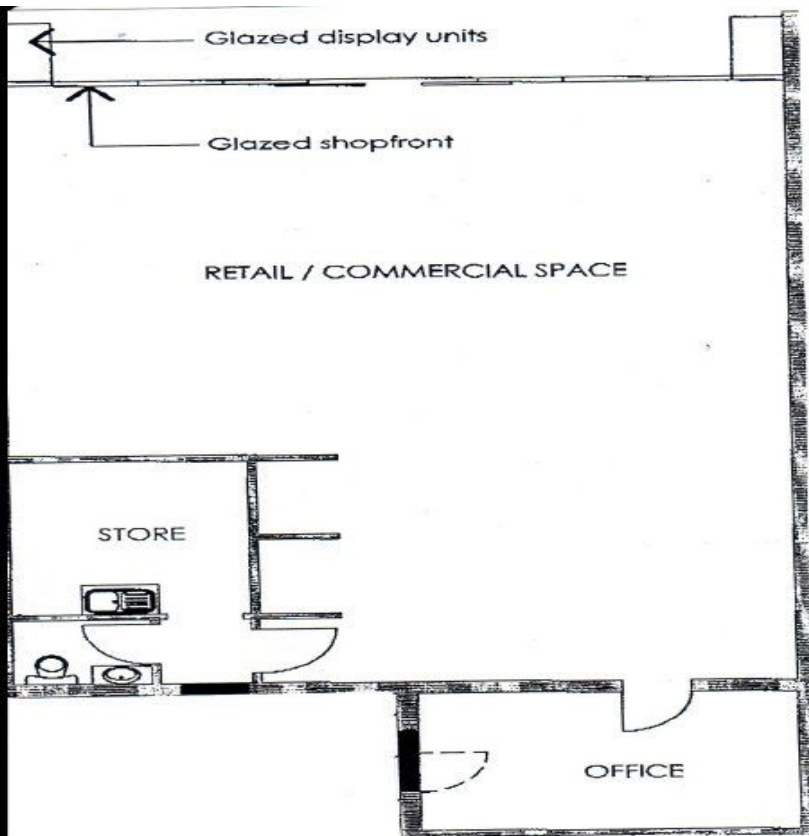 Glazed display units
Glazed shopfront
RETAIL / COMMERCIAL SPACE
STORE
OFFICE